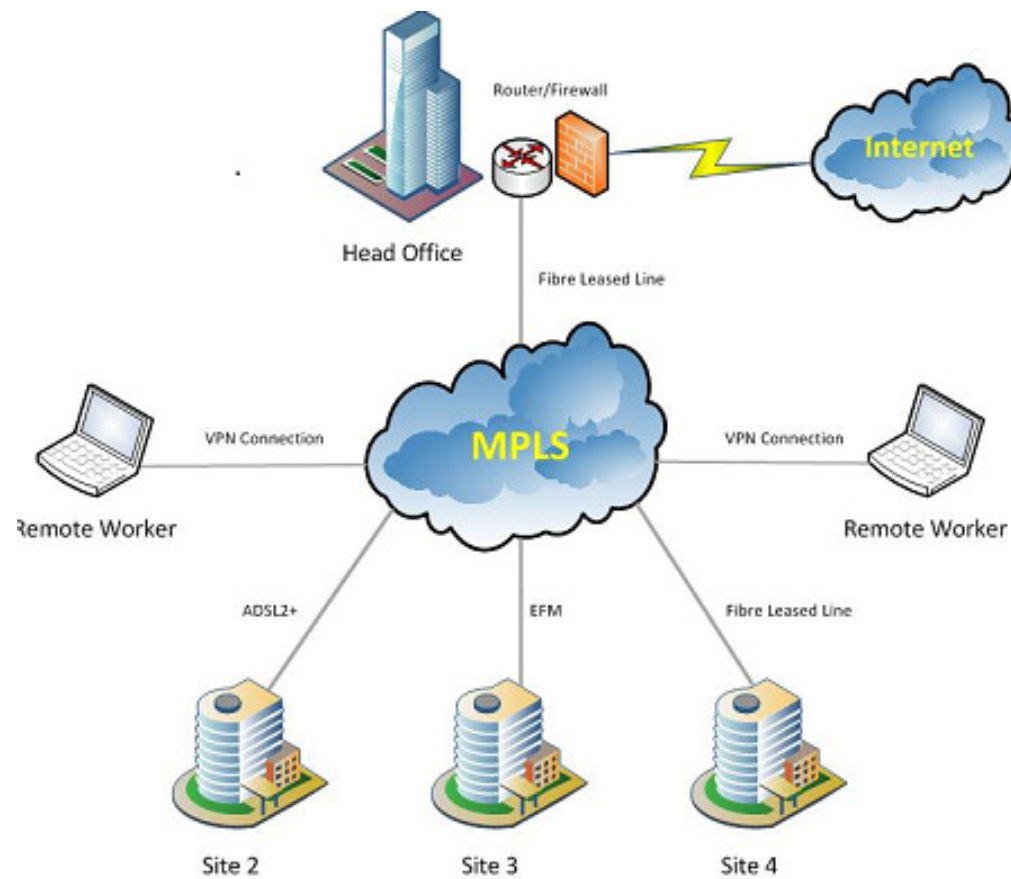 Router/Firewall
Internet
Head Office
Fibre Leased Line
MPLS
VPN Connection
VPN Connection
Remote Worker
Remote Worker
ADSL2+
EFM
Fibre Leased Line
Site 2
Site 3
Site 4